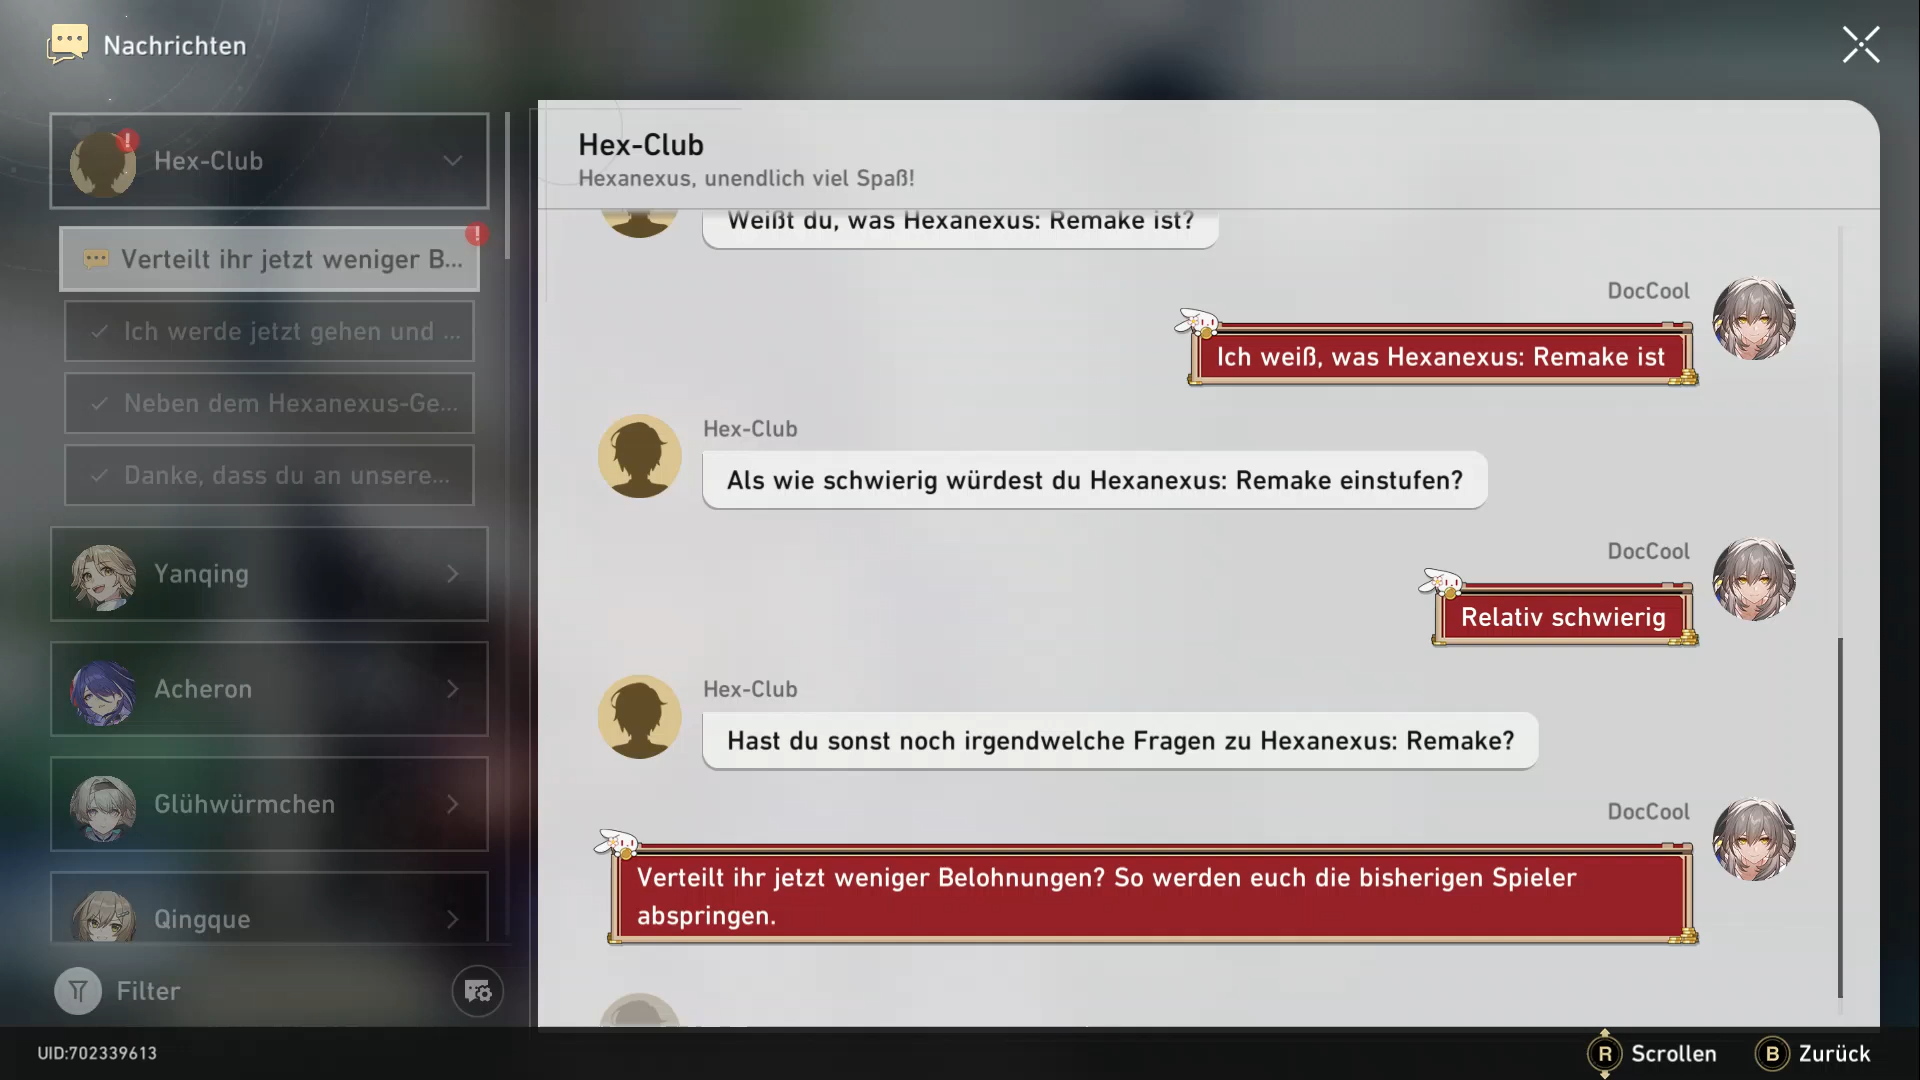 Nachrichten
Hex-Club
Verteilt ihr jetzt weniger B...
Ich werde jetzt gehen und ...
Neben dem Hexanexus-Ge...
Danke, dass du an unsere...
Yanqing
Acheron
Glühwürmchen
Qingque
Filter
Hex-Club
Hexanexus, unendlich viel Spaß!
Weißt du, was Hexanexus: Remake ist?
DocCool
Ich weiß, was Hexanexus: Remake ist
Hex-Club
Als wie schwierig würdest du Hexanexus: Remake einstufen?
DocCool
Relativ schwierig
Hex-Club
Hast du sonst noch irgendwelche Fragen zu Hexanexus: Remake?
DocCool
Verteilt ihr jetzt weniger Belohnungen? So werden euch die bisherigen Spieler
abspringen.
UID:702339613
R Scrollen
B Zurück